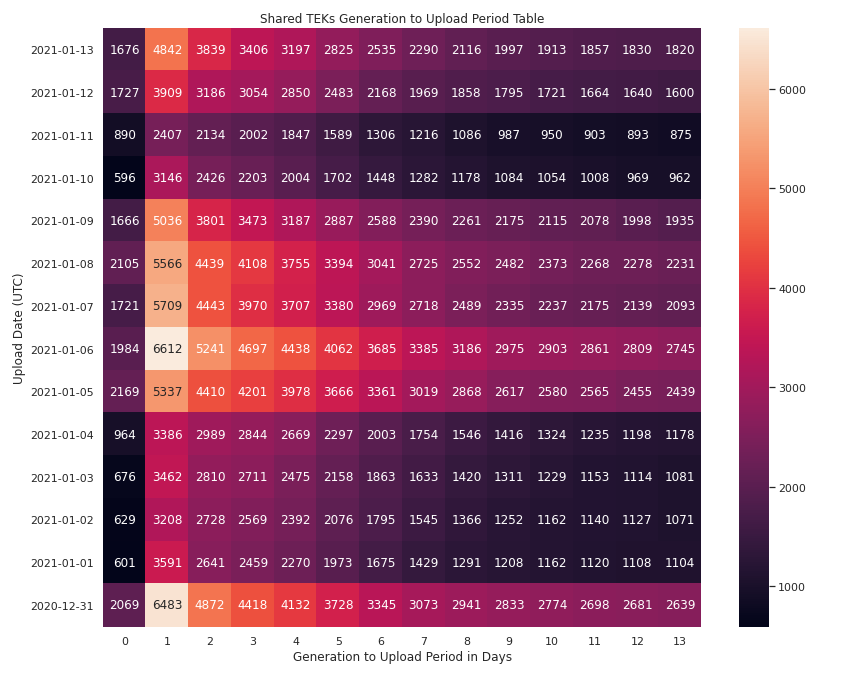 Shared TEKs Generation to Upload Period Table
Upload Date (UTC)
2021-01-13 1676 4842 3839 3406 3197 2825 2535 2290 2116 1997 1913 1857 1830 1820
2021-01-12 1727 3909 3186 3054 2850 2483 2168 1969 1858 1795 1721 1664 1640 1600
2021-01-11 890 2407 2134 2002 1847 1589 1306 1216 1086 987 950 903 893 875
2021-01-10 596 3146 2426 2203 2004 1702 1448 1282 1178 1084 1054 1008 969 962
2021-01-09 1666 5036 3801 3473 3187 2887 2588 2390 2261 2175 2115 2078 1998 1935
2021-01-08 2105 5566 4439 4108 3755 3394 3041 2725 2552 2482 2373 2268 2278 2231
2021-01-07 1721 5709 4443 3970 3707 3380 2969 2718 2489 2335 2237 2175 2139 2093
2021-01-06 1984 6612 5241 4697 4438 4062 3685 3385 3186 2975 2903 2861 2809 2745
2021-01-05 2169 5337 4410 4201 3978 3666 3361 3019 2868 2617 2580 2565 2455 2439
2021-01-04 964 3386 2989 2844 2669 2297 2003 1754 1546 1416 1324 1235 1198 1178
2021-01-03 676 3462 2810 2711 2475 2158 1863 1633 1420 1311 1229 1153 1114 1081
2021-01-02 629 3208 2728 2569 2392 2076 1795 1545 1366 1252 1162 1140 1127 1071
2021-01-01 601 3591 2641 2459 2270 1973 1675 1429 1291 1208 1162 1120 1108 1104
2020-12-31 2069 6483 4872 4418 4132 3728 3345 3073 2941 2833 2774 2698 2681 2639
0 1 2 3 4 5 6 7 8 9 10 11 12 13
Generation to Upload Period in Days
6000
5000
4000
3000
2000
1000